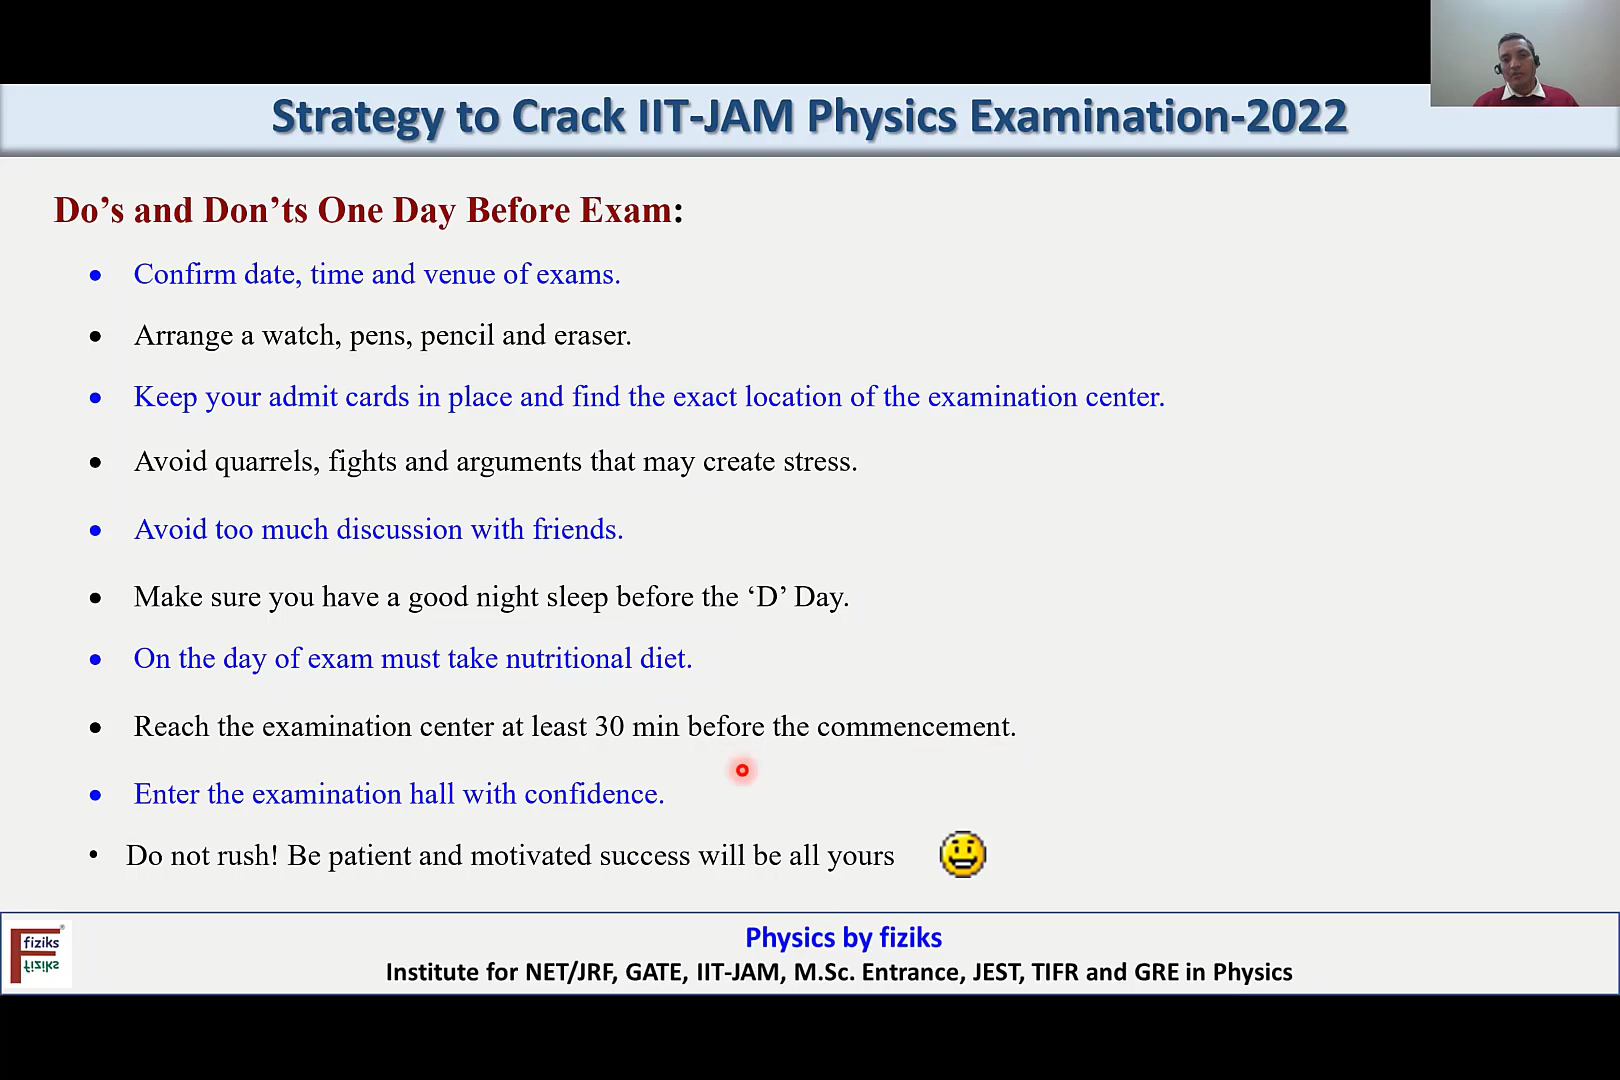 Strategy to Crack IIT-JAM Physics Examination-2022
Do’s and Don’ts One Day Before Exam:
• Confirm date, time and venue of exams.
• Arrange a watch, pens, pencil and eraser.
• Keep your admit cards in place and find the exact location of the examination center.
• Avoid quarrels, fights and arguments that may create stress.
• Avoid too much discussion with friends.
• Make sure you have a good night sleep before the ‘D’ Day.
• On the day of exam must take nutritional diet.
• Reach the examination center at least 30 min before the commencement.
• Enter the examination hall with confidence.
• Do not rush! Be patient and motivated success will be all yours
fiziks
fiziks
Physics by fiziks
Institute for NET/JRF, GATE, IIT-JAM, M.Sc. Entrance, JEST, TIFR and GRE in Physics